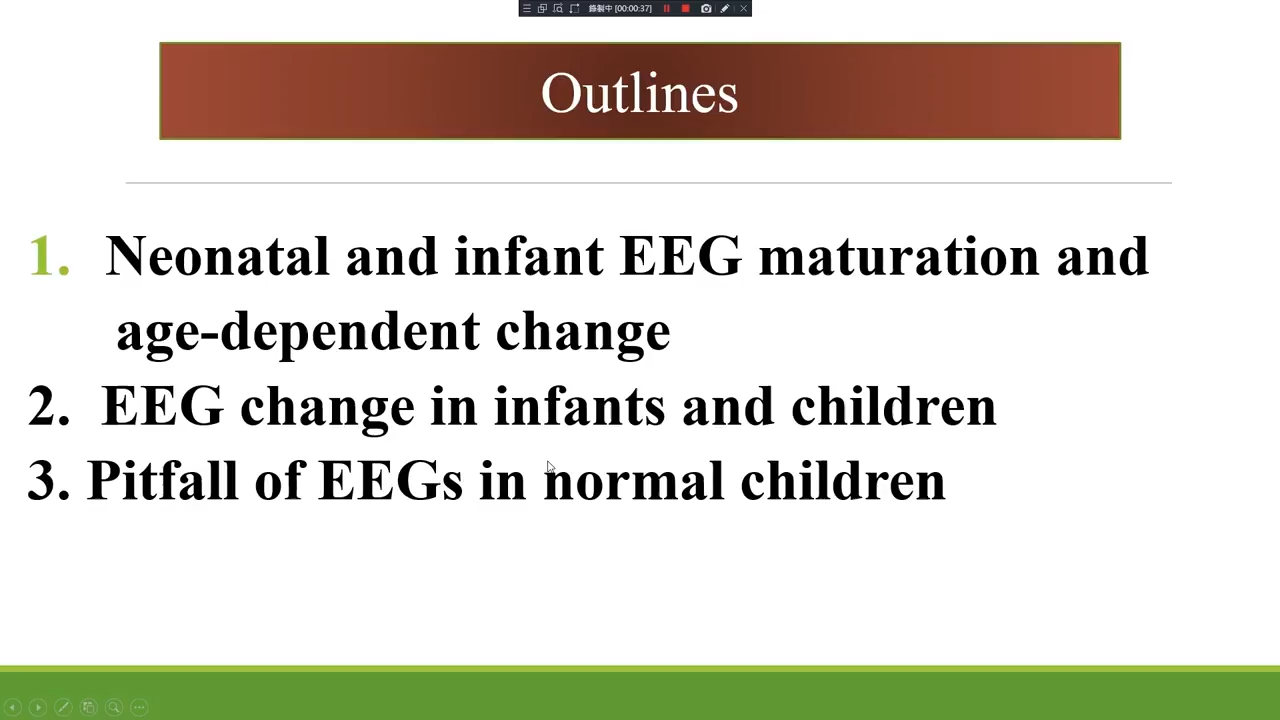 錄製中 [00:00:37]
Outlines
1. Neonatal and infant EEG maturation and
age-dependent change
2. EEG change in infants and children
3. Pitfall of EEGs in normal children